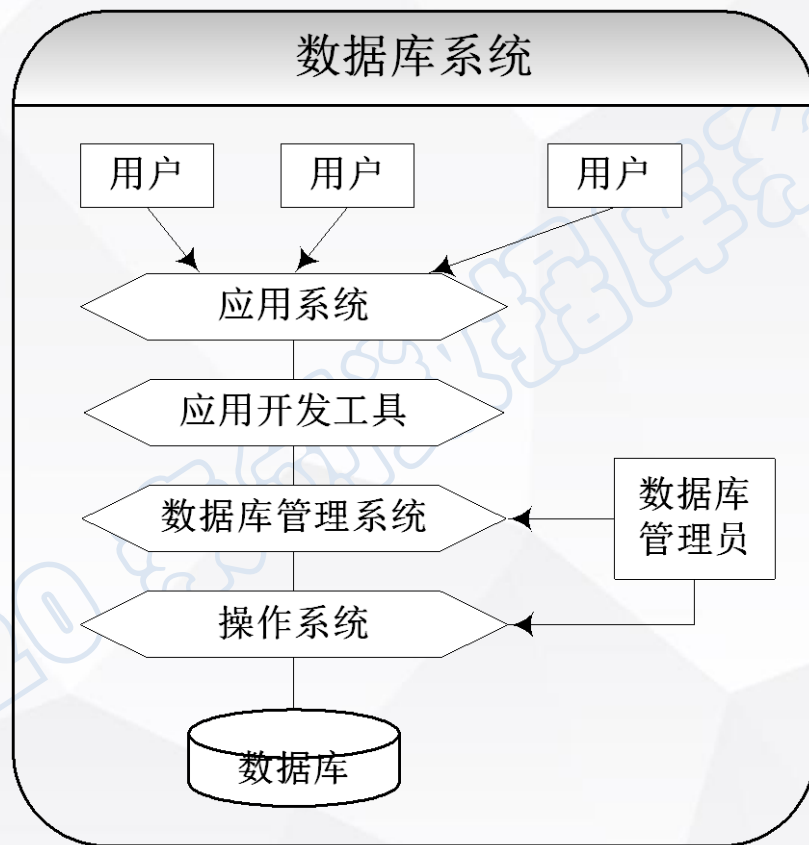 数据库系统
用户
用户
用户
应用系统
应用开发工具
数据库管理系统
数据库
管理员
操作系统
数据库